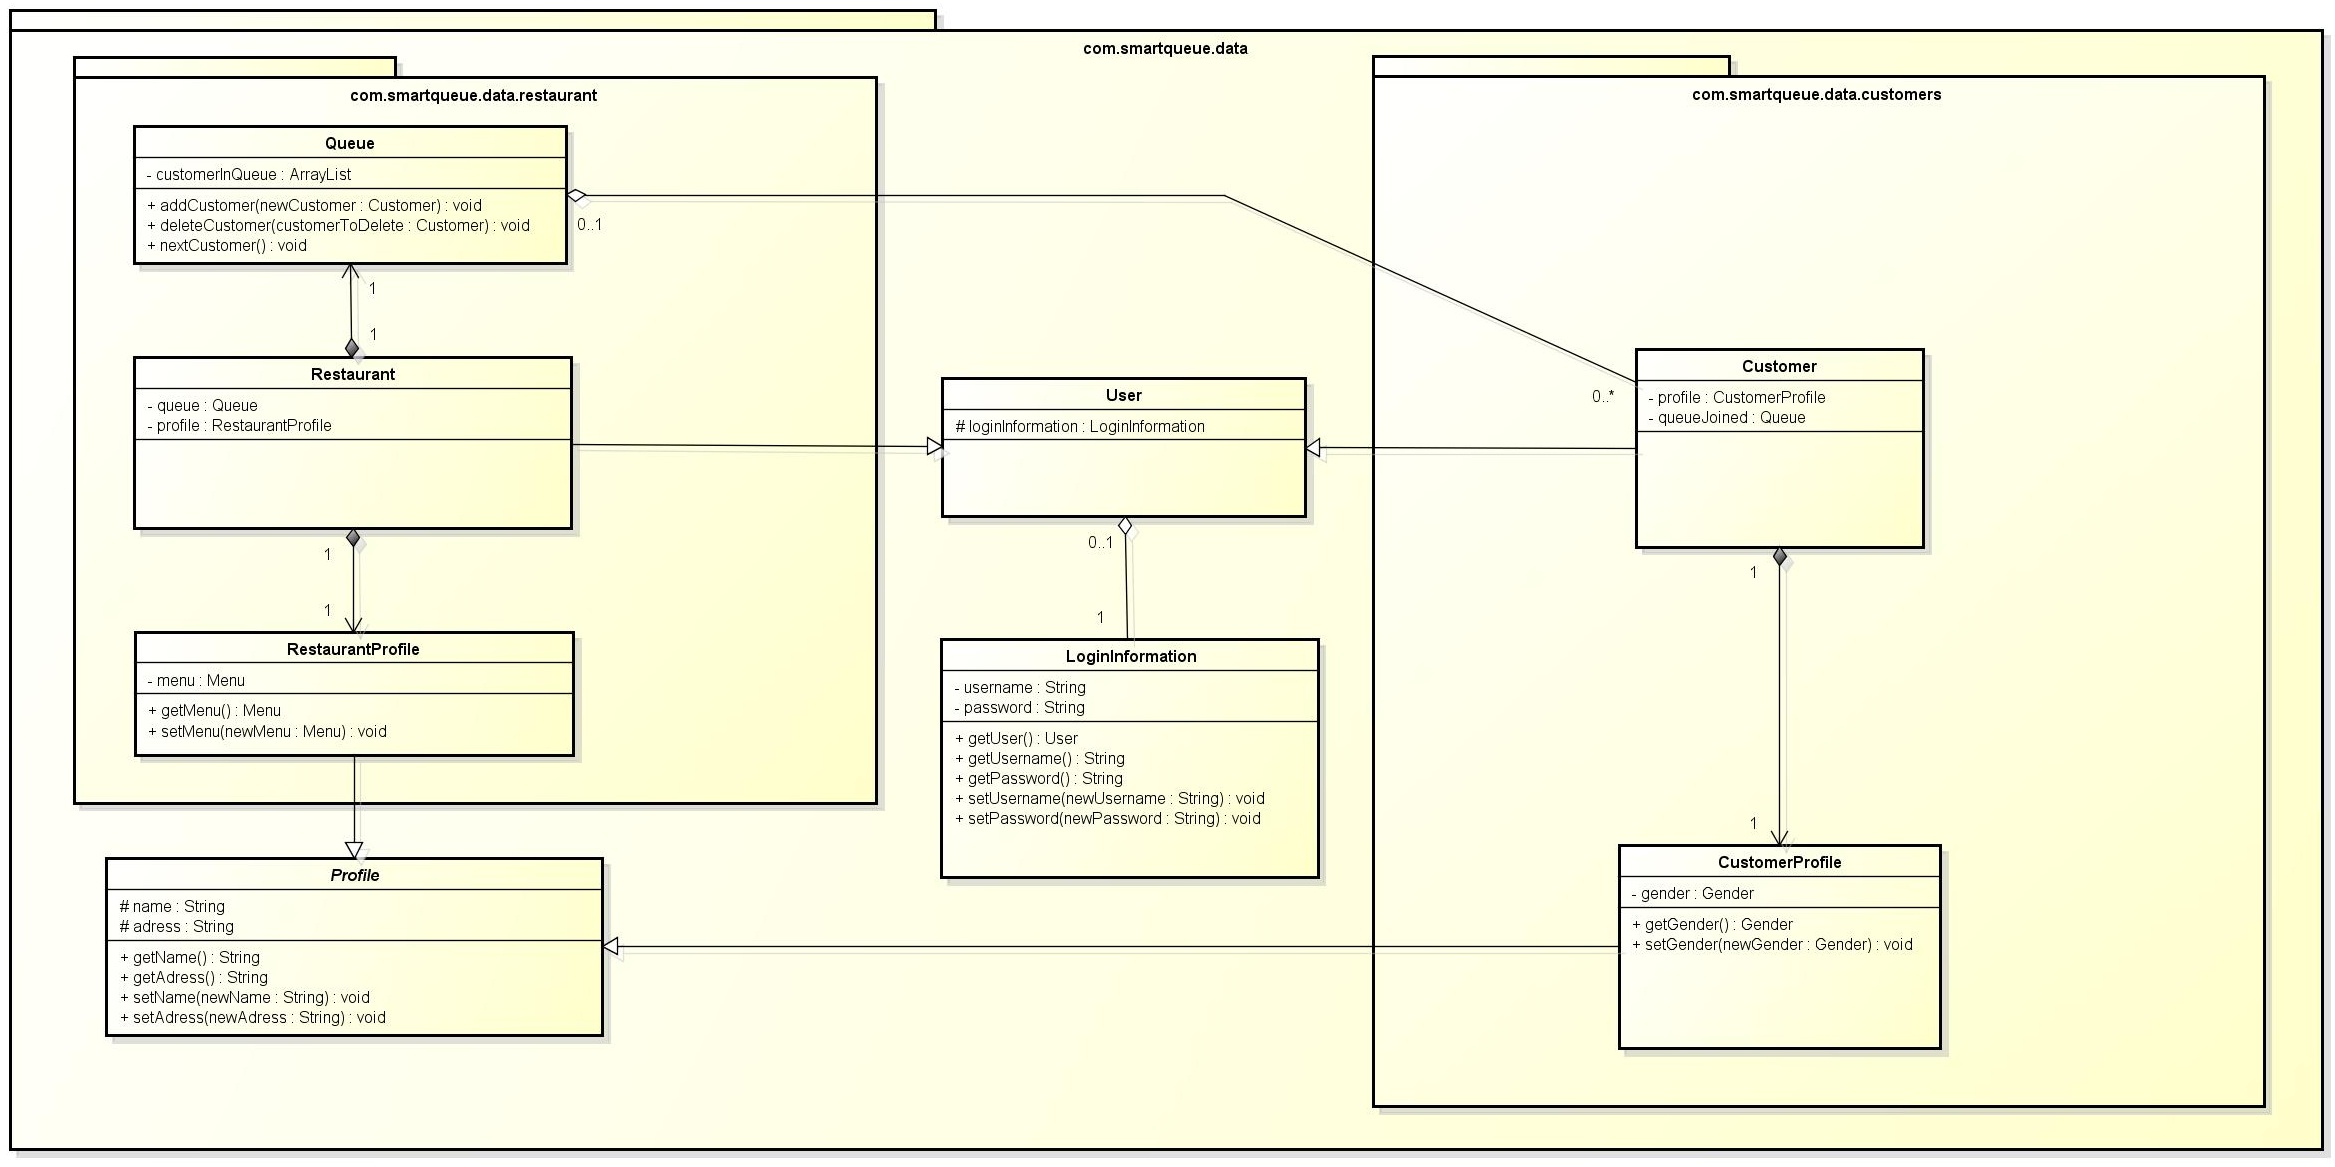 com.smartqueue.data
com.smartqueue.data.restaurant
Queue
- customerInQueue : ArrayList
+ addCustomer(newCustomer : Customer) : void
+ deleteCustomer(customerToDelete : Customer) : void
+ nextCustomer() : void
0..1
1
1
Restaurant
- queue : Queue
- profile : RestaurantProfile
1
1
RestaurantProfile
- menu : Menu
+ getMenu() : Menu
+ setMenu(newMenu : Menu) : void
Profile
# name : String
# adress : String
+ getName() : String
+ getAdress() : String
+ setName(newName : String) : void
+ setAdress(newAdress : String) : void
User
# loginInformation : LoginInformation
0..1
1
LoginInformation
- username : String
- password : String
+ getUser() : User
+ getUsername() : String
+ getPassword() : String
+ setUsername(newUsername : String) : void
+ setPassword(newPassword : String) : void
com.smartqueue.data.customers
Customer
- profile : CustomerProfile
- queueJoined : Queue
0..*
1
1
CustomerProfile
- gender : Gender
+ getGender() : Gender
+ setGender(newGender : Gender) : void